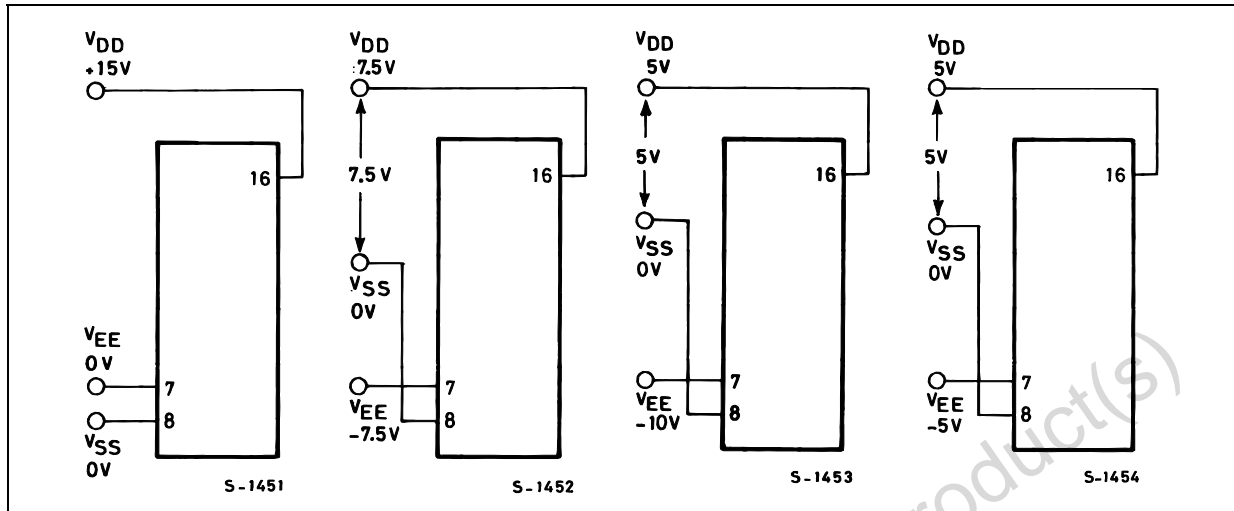 VDD
+15V
16
VEE
0V
7
8
VSS
0V
S-1451
VDD
:7.5V
7.5V
16
VSS
0V
7
VEE
-7.5V
8
S-1452
VDD
5V
5V
16
VSS
0V
7
VEE
-10V
8
S-1453
VDD
5V
5V
16
VSS
0V
7
VEE
-5V
8
S-1454
roduct(s)